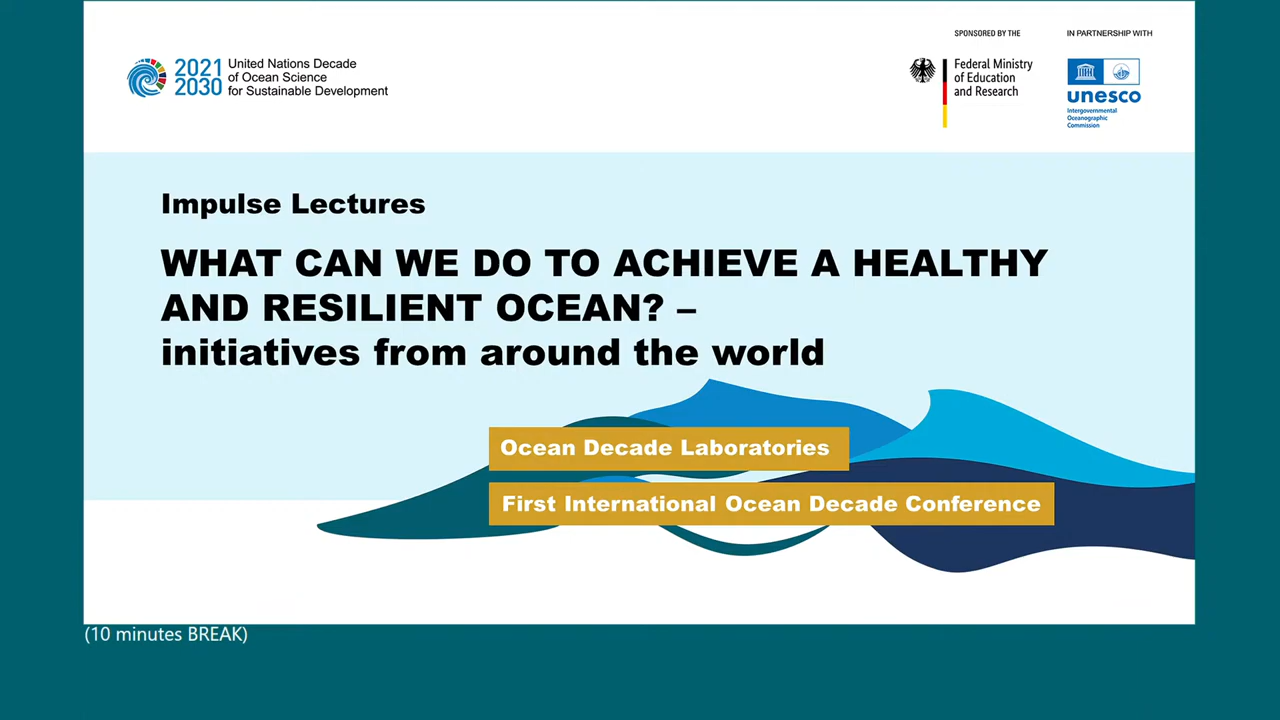 2021
2030
United Nations Decade
of Ocean Science
for Sustainable Development
SPONSORED BY THE
Federal Ministry
of Education
and Research
IN PARTNERSHIP WITH
unesco
Intergovernmental
Oceanographic
Commission
Impulse Lectures
WHAT CAN WE DO TO ACHIEVE A HEALTHY
AND RESILIENT OCEAN? –
initiatives from around the world
Ocean Decade Laboratories
First International Ocean Decade Conference
(10 minutes BREAK)